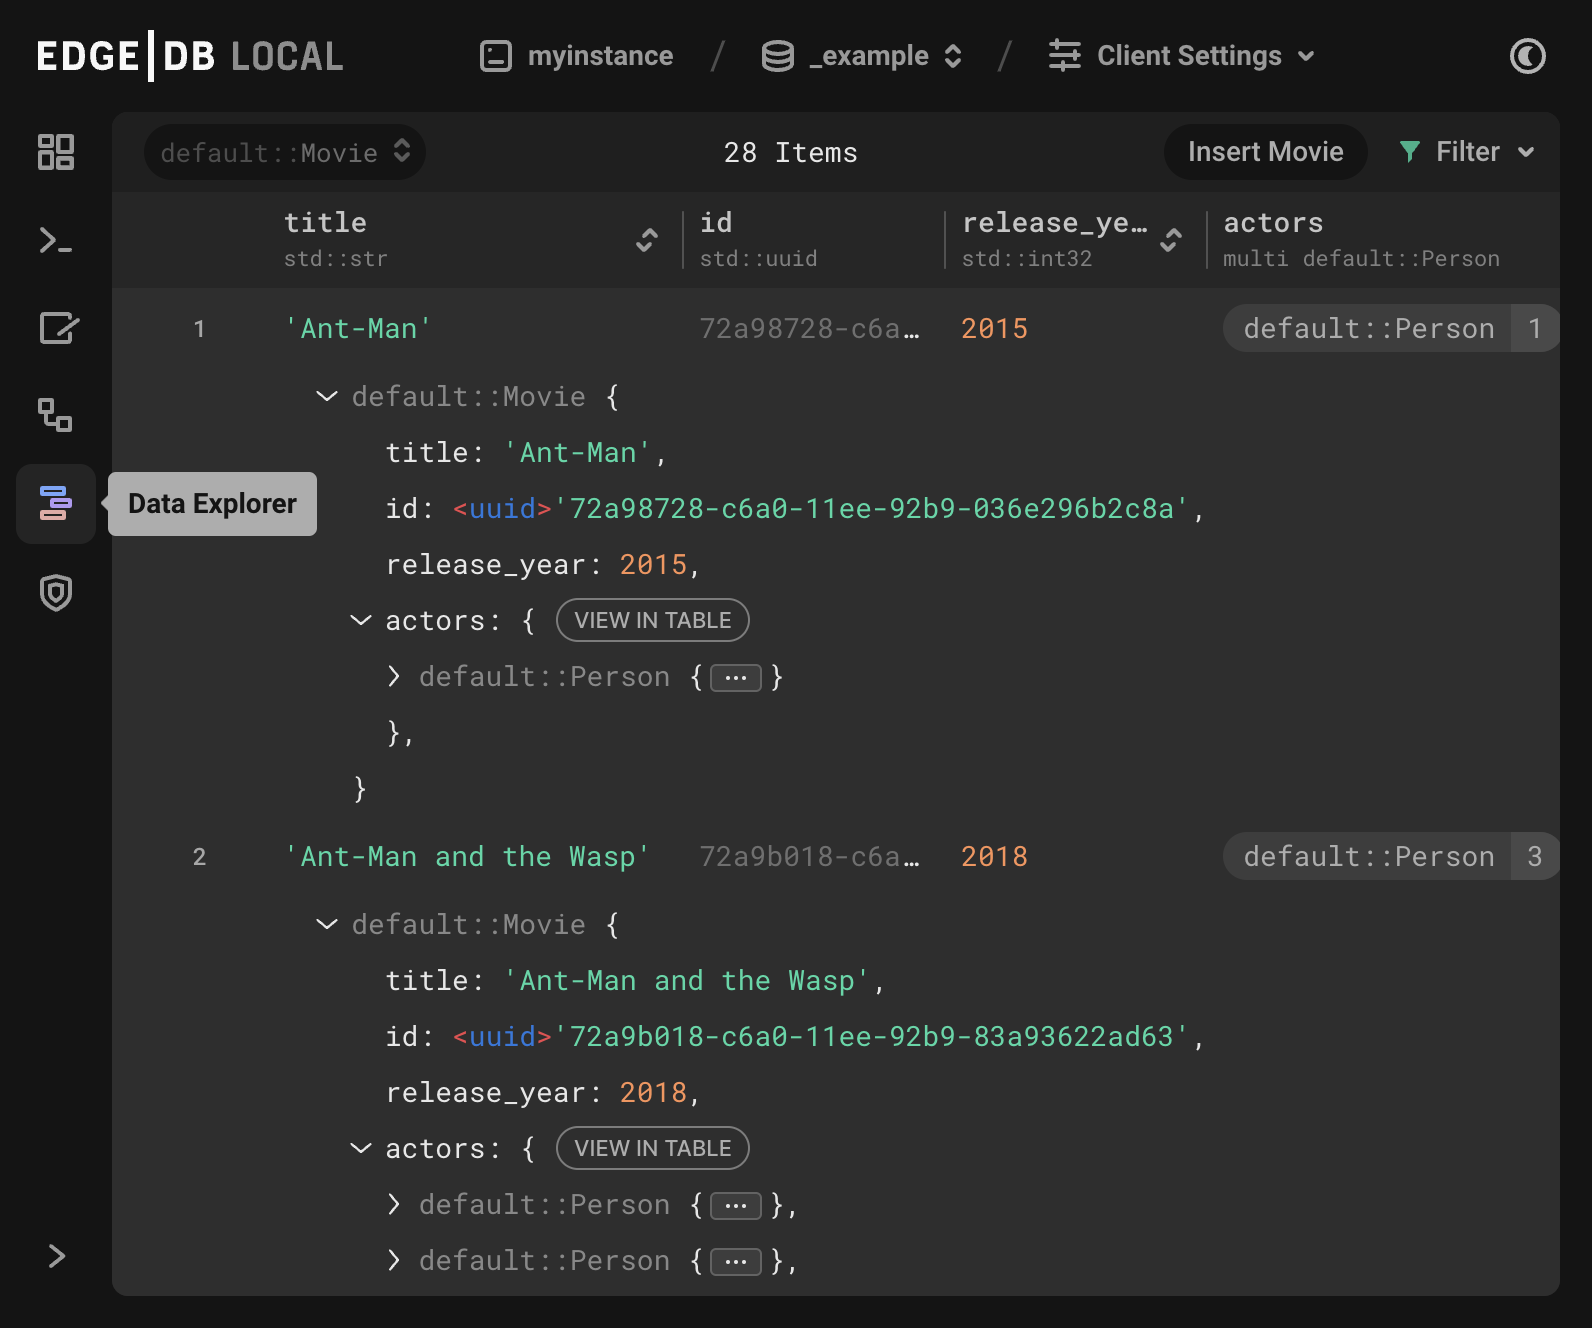 EDGE|DB LOCAL myinstance / _example / Client Settings
default::Movie 28 Items Insert Movie Filter
title id release_ye… actors
std::str std::uuid std::int32 multi default::Person
1 'Ant-Man' 72a98728-c6a… 2015 default::Person 1
default::Movie {
title: 'Ant-Man',
Data Explorer
id: <uuid>'72a98728-c6a0-11ee-92b9-036e296b2c8a',
release_year: 2015,
actors: { VIEW IN TABLE
default::Person {···}
},
}
2 'Ant-Man and the Wasp' 72a9b018-c6a… 2018 default::Person 3
default::Movie {
title: 'Ant-Man and the Wasp',
id: <uuid>'72a9b018-c6a0-11ee-92b9-83a93622ad63',
release_year: 2018,
actors: { VIEW IN TABLE
default::Person {···},
default::Person {···},